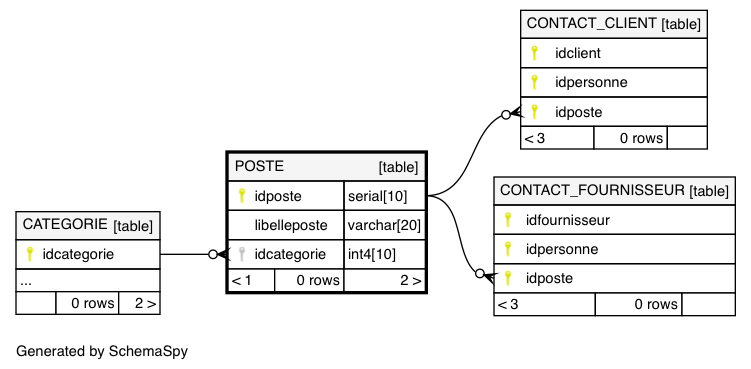 CONTACT_CLIENT [table]
idclient
idpersonne
idposte
< 3 0 rows
POSTE [table]
idposte serial[10]
libelleposte varchar[20]
idcategorie int4[10]
< 1 0 rows 2 >
CONTACT_FOURNISSEUR [table]
idfournisseur
idpersonne
idposte
< 3 0 rows
CATEGORIE [table]
idcategorie
...
0 rows 2 >
Generated by SchemaSpy